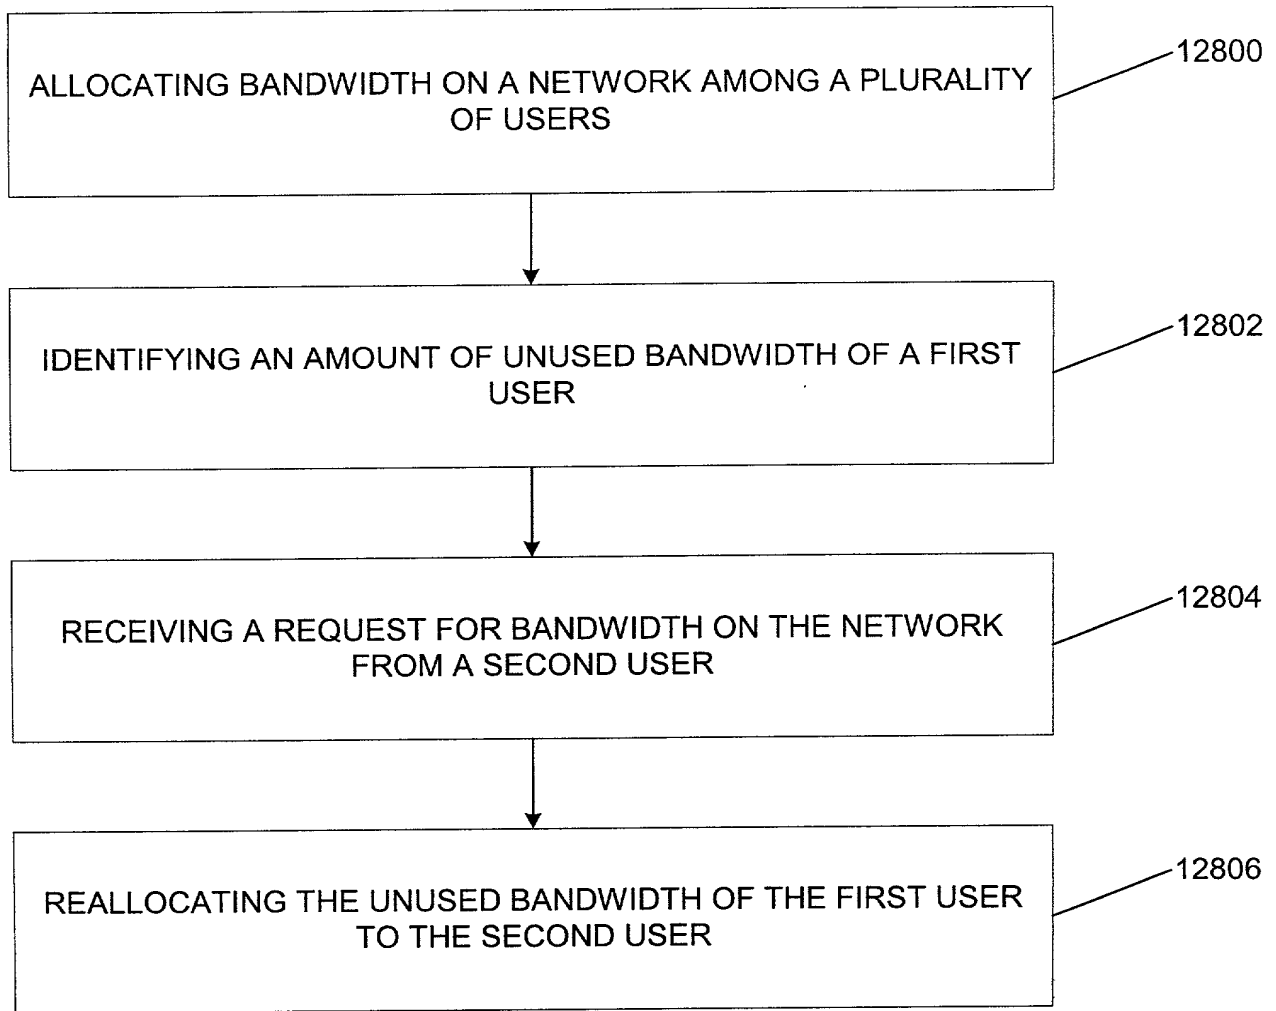 ALLOCATING BANDWIDTH ON A NETWORK AMONG A PLURALITY
OF USERS
12800
IDENTIFYING AN AMOUNT OF UNUSED BANDWIDTH OF A FIRST
USER
12802
RECEIVING A REQUEST FOR BANDWIDTH ON THE NETWORK
FROM A SECOND USER
12804
REALLOCATING THE UNUSED BANDWIDTH OF THE FIRST USER
TO THE SECOND USER
12806